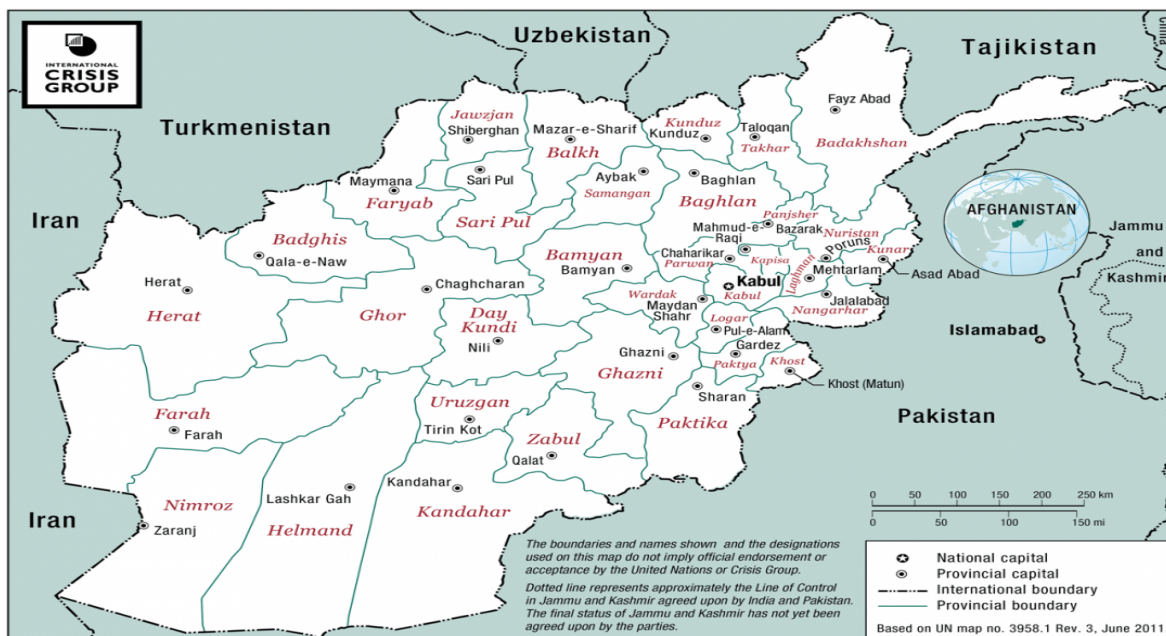 INTERNATIONAL
CRISIS
GROUP
Uzbekistan
Tajikistan
Turkmenistan
Iran
Iran
Pakistan
Islamabad
Jammu
and
Kashmir
AFGHANISTAN
Jawzjan
Shiberghan
Mazar-e-Sharif
Balkh
Kunduz
Kunduz
Taloqan
Takhar
Fayz Abad
Badakhshan
Maymana
Faryab
Sari Pul
Sari Pul
Aybak
Samangan
Baghlan
Baghlan
Panjsher
Bazarak
Mahmud-e-
Raqi
Nuristan
Poruns
Kunar
Asad Abad
Badghis
Qala-e-Naw
Bamyan
Bamyan
Chaharikar
Parwan
Kapisa
Laghman
Mehtarlam
Kabul
Kabul
Herat
Herat
Chaghcharan
Ghor
Day
Kundi
Nili
Wardak
Maydan
Shahr
Jalalabad
Nangarhar
Logar
Pul-e-Alam
Gardez
Paktya
Khost
Khost (Matun)
Ghazni
Ghazni
Sharan
Paktika
Farah
Farah
Uruzgan
Tirin Kot
Zabul
Qalat
Nimroz
Zaranj
Lashkar Gah
Helmand
Kandahar
Kandahar
0 50 100 150 200 250 km
0 50 100 150 mi
The boundaries and names shown and the designations
used on this map do not imply official endorsement or
acceptance by the United Nations or Crisis Group.
Dotted line represents approximately the Line of Control
in Jammu and Kashmir agreed upon by India and Pakistan.
The final status of Jammu and Kashmir has not yet been
agreed upon by the parties.
National capital
Provincial capital
International boundary
Provincial boundary
Based on UN map no. 3958.1 Rev. 3, June 2011